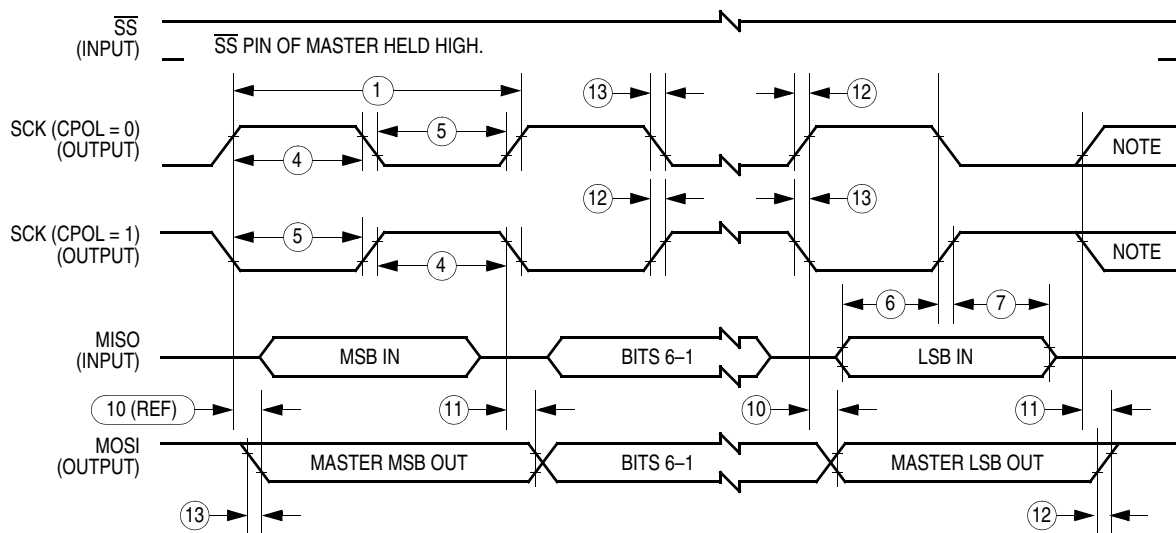 SS
(INPUT)
SS PIN OF MASTER HELD HIGH.
1
13
12
SCK (CPOL = 0)
(OUTPUT)
5
4
NOTE
12
13
SCK (CPOL = 1)
(OUTPUT)
5
4
NOTE
6
7
MISO
(INPUT)
MSB IN
BITS 6–1
LSB IN
10 (REF)
11
10
11
MOSI
(OUTPUT)
MASTER MSB OUT
BITS 6–1
MASTER LSB OUT
13
12